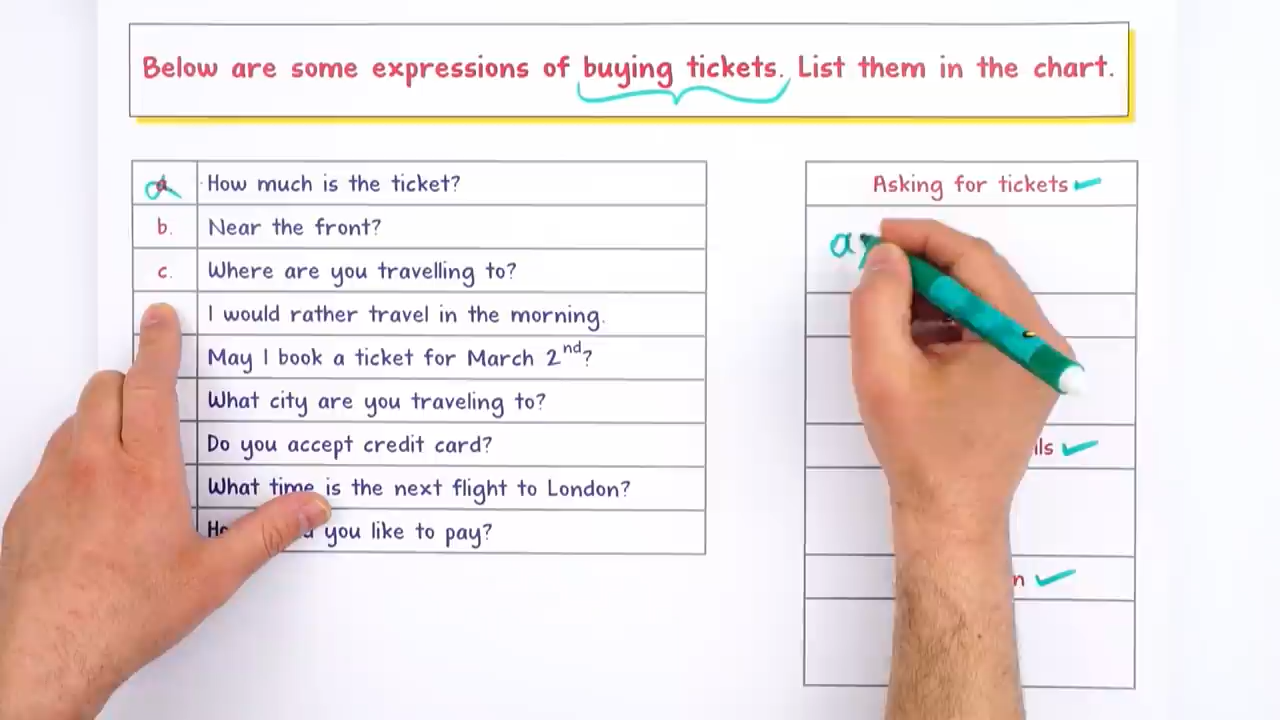 Below are some expressions of buying tickets. List them in the chart.
a. How much is the ticket?
b. Near the front?
c. Where are you travelling to?
I would rather travel in the morning.
May I book a ticket for March 2nd?
What city are you traveling to?
Do you accept credit card?
What time is the next flight to London?
you like to pay?
Asking for tickets
a